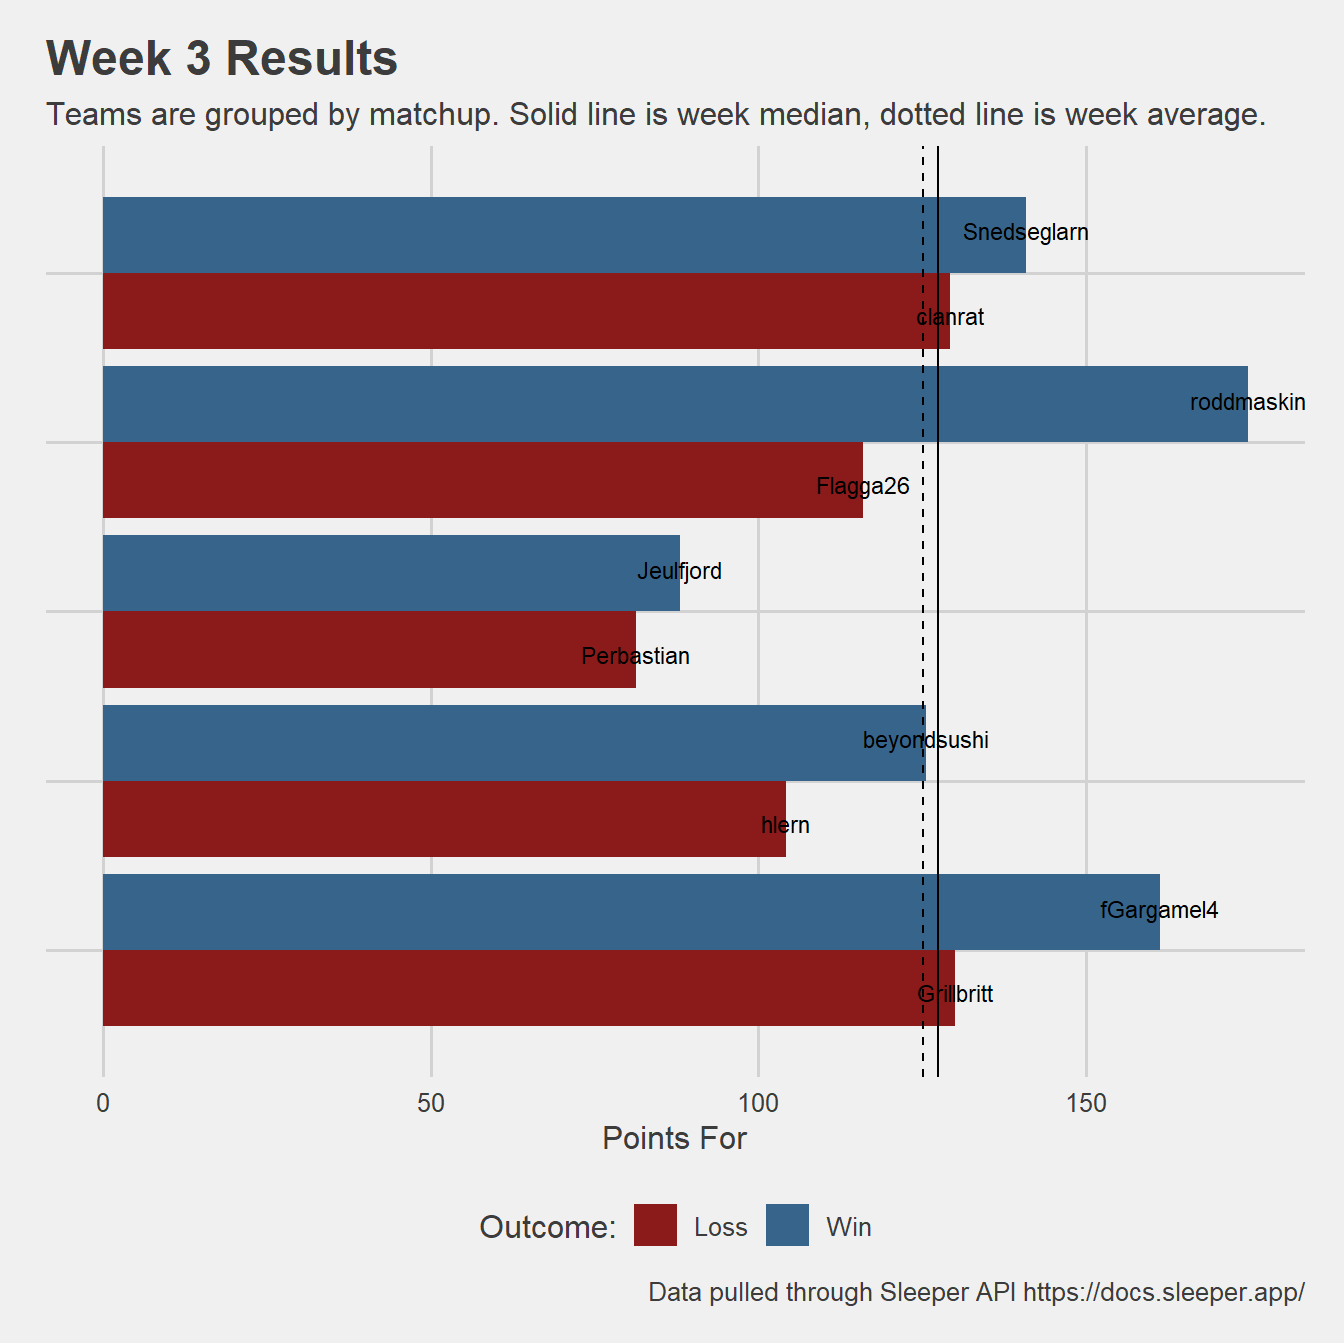 Week 3 Results
Teams are grouped by matchup. Solid line is week median, dotted line is week average.
Snedseglarn
clanrat
roddmaskin
Flagga26
Jeulfjord
Perbastian
beyondsushi
hlern
fGargamel4
Grillbritt
0 50 100 150
Points For
Outcome: Loss Win
Data pulled through Sleeper API https://docs.sleeper.app/